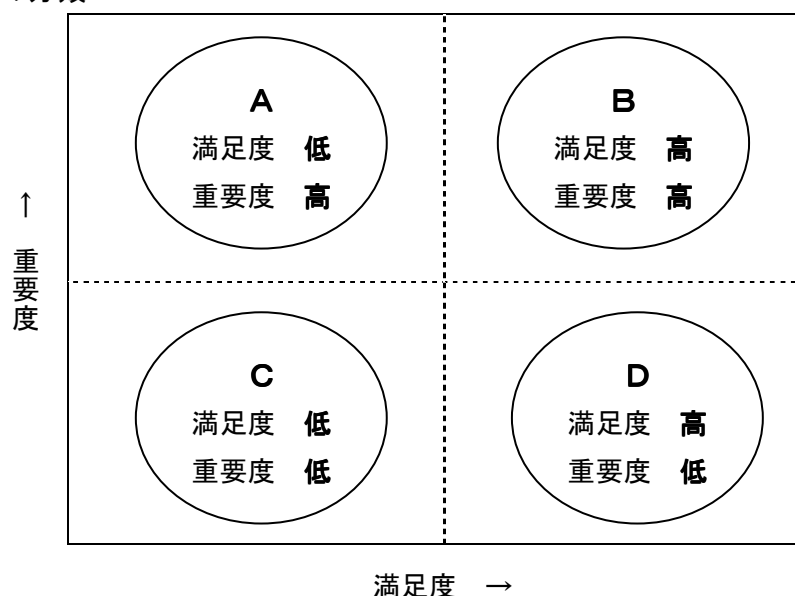 A
満足度 低
重要度 高
B
満足度 高
重要度 高
↑ 重要度
C
満足度 低
重要度 低
D
満足度 高
重要度 低
満足度 →